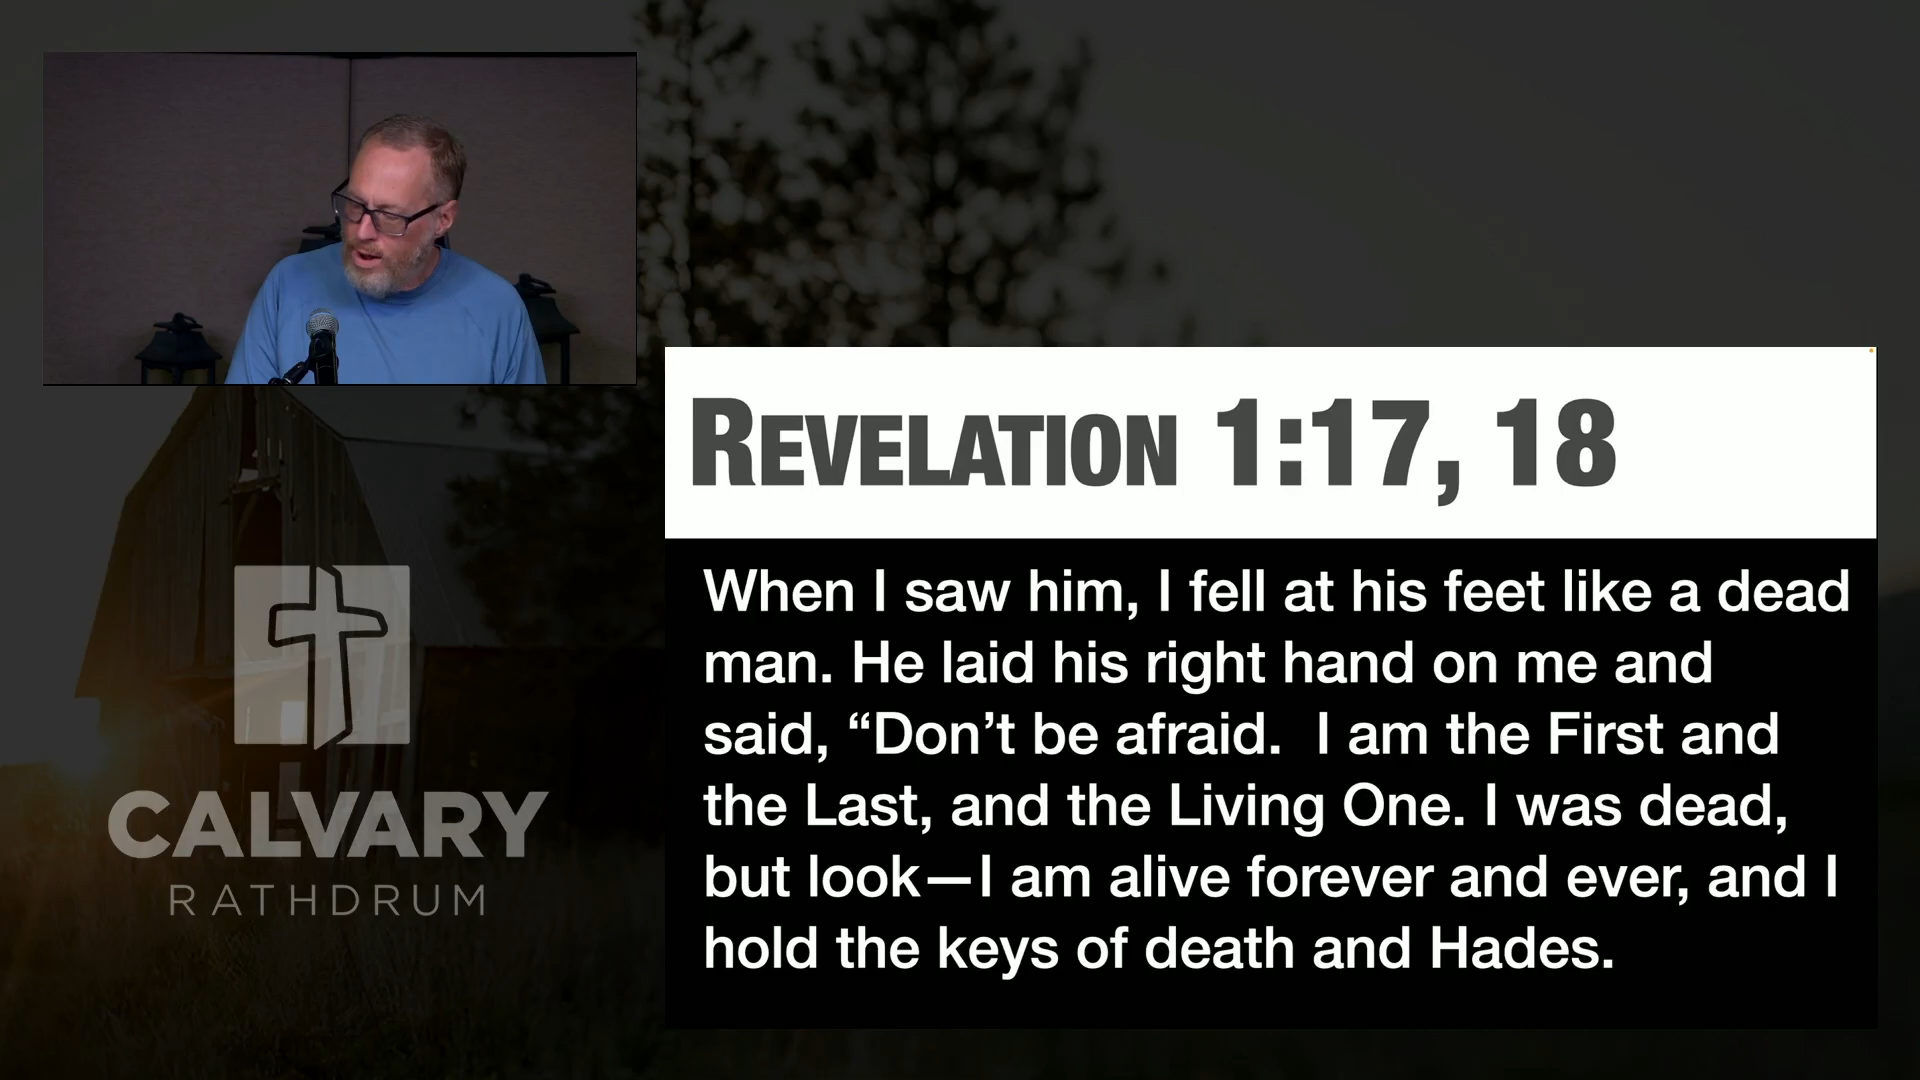 REVELATION 1:17, 18
When I saw him, I fell at his feet like a dead
man. He laid his right hand on me and
said, “Don’t be afraid.  I am the First and
the Last, and the Living One. I was dead,
but look—I am alive forever and ever, and I
hold the keys of death and Hades.
CALVARY
RATHDRUM